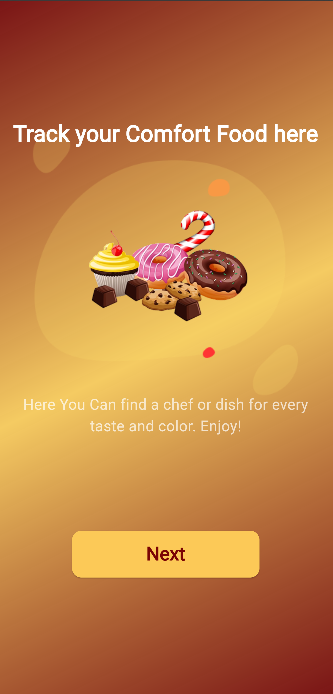 Track your Comfort Food here
Here You Can find a chef or dish for every
taste and color. Enjoy!
Next